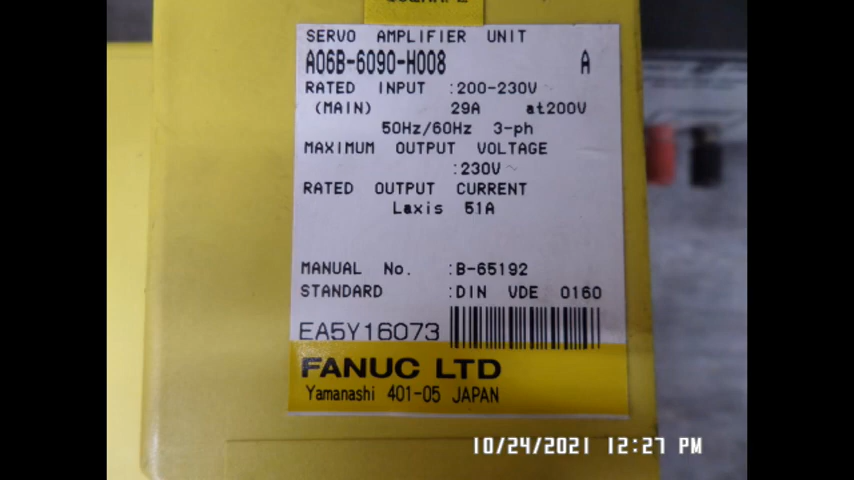 SERVO AMPLIFIER UNIT
A06B-6090-H008 A
RATED INPUT :200-230V
(MAIN) 29A at200V
50Hz/60Hz 3-ph
MAXIMUM OUTPUT VOLTAGE
:230V ~
RATED OUTPUT CURRENT
Laxis 51A
MANUAL No. :B-65192
STANDARD :DIN VDE 0160
EA5Y16073
FANUC LTD
Yamanashi 401-05 JAPAN
10/24/2021 12:27 PM